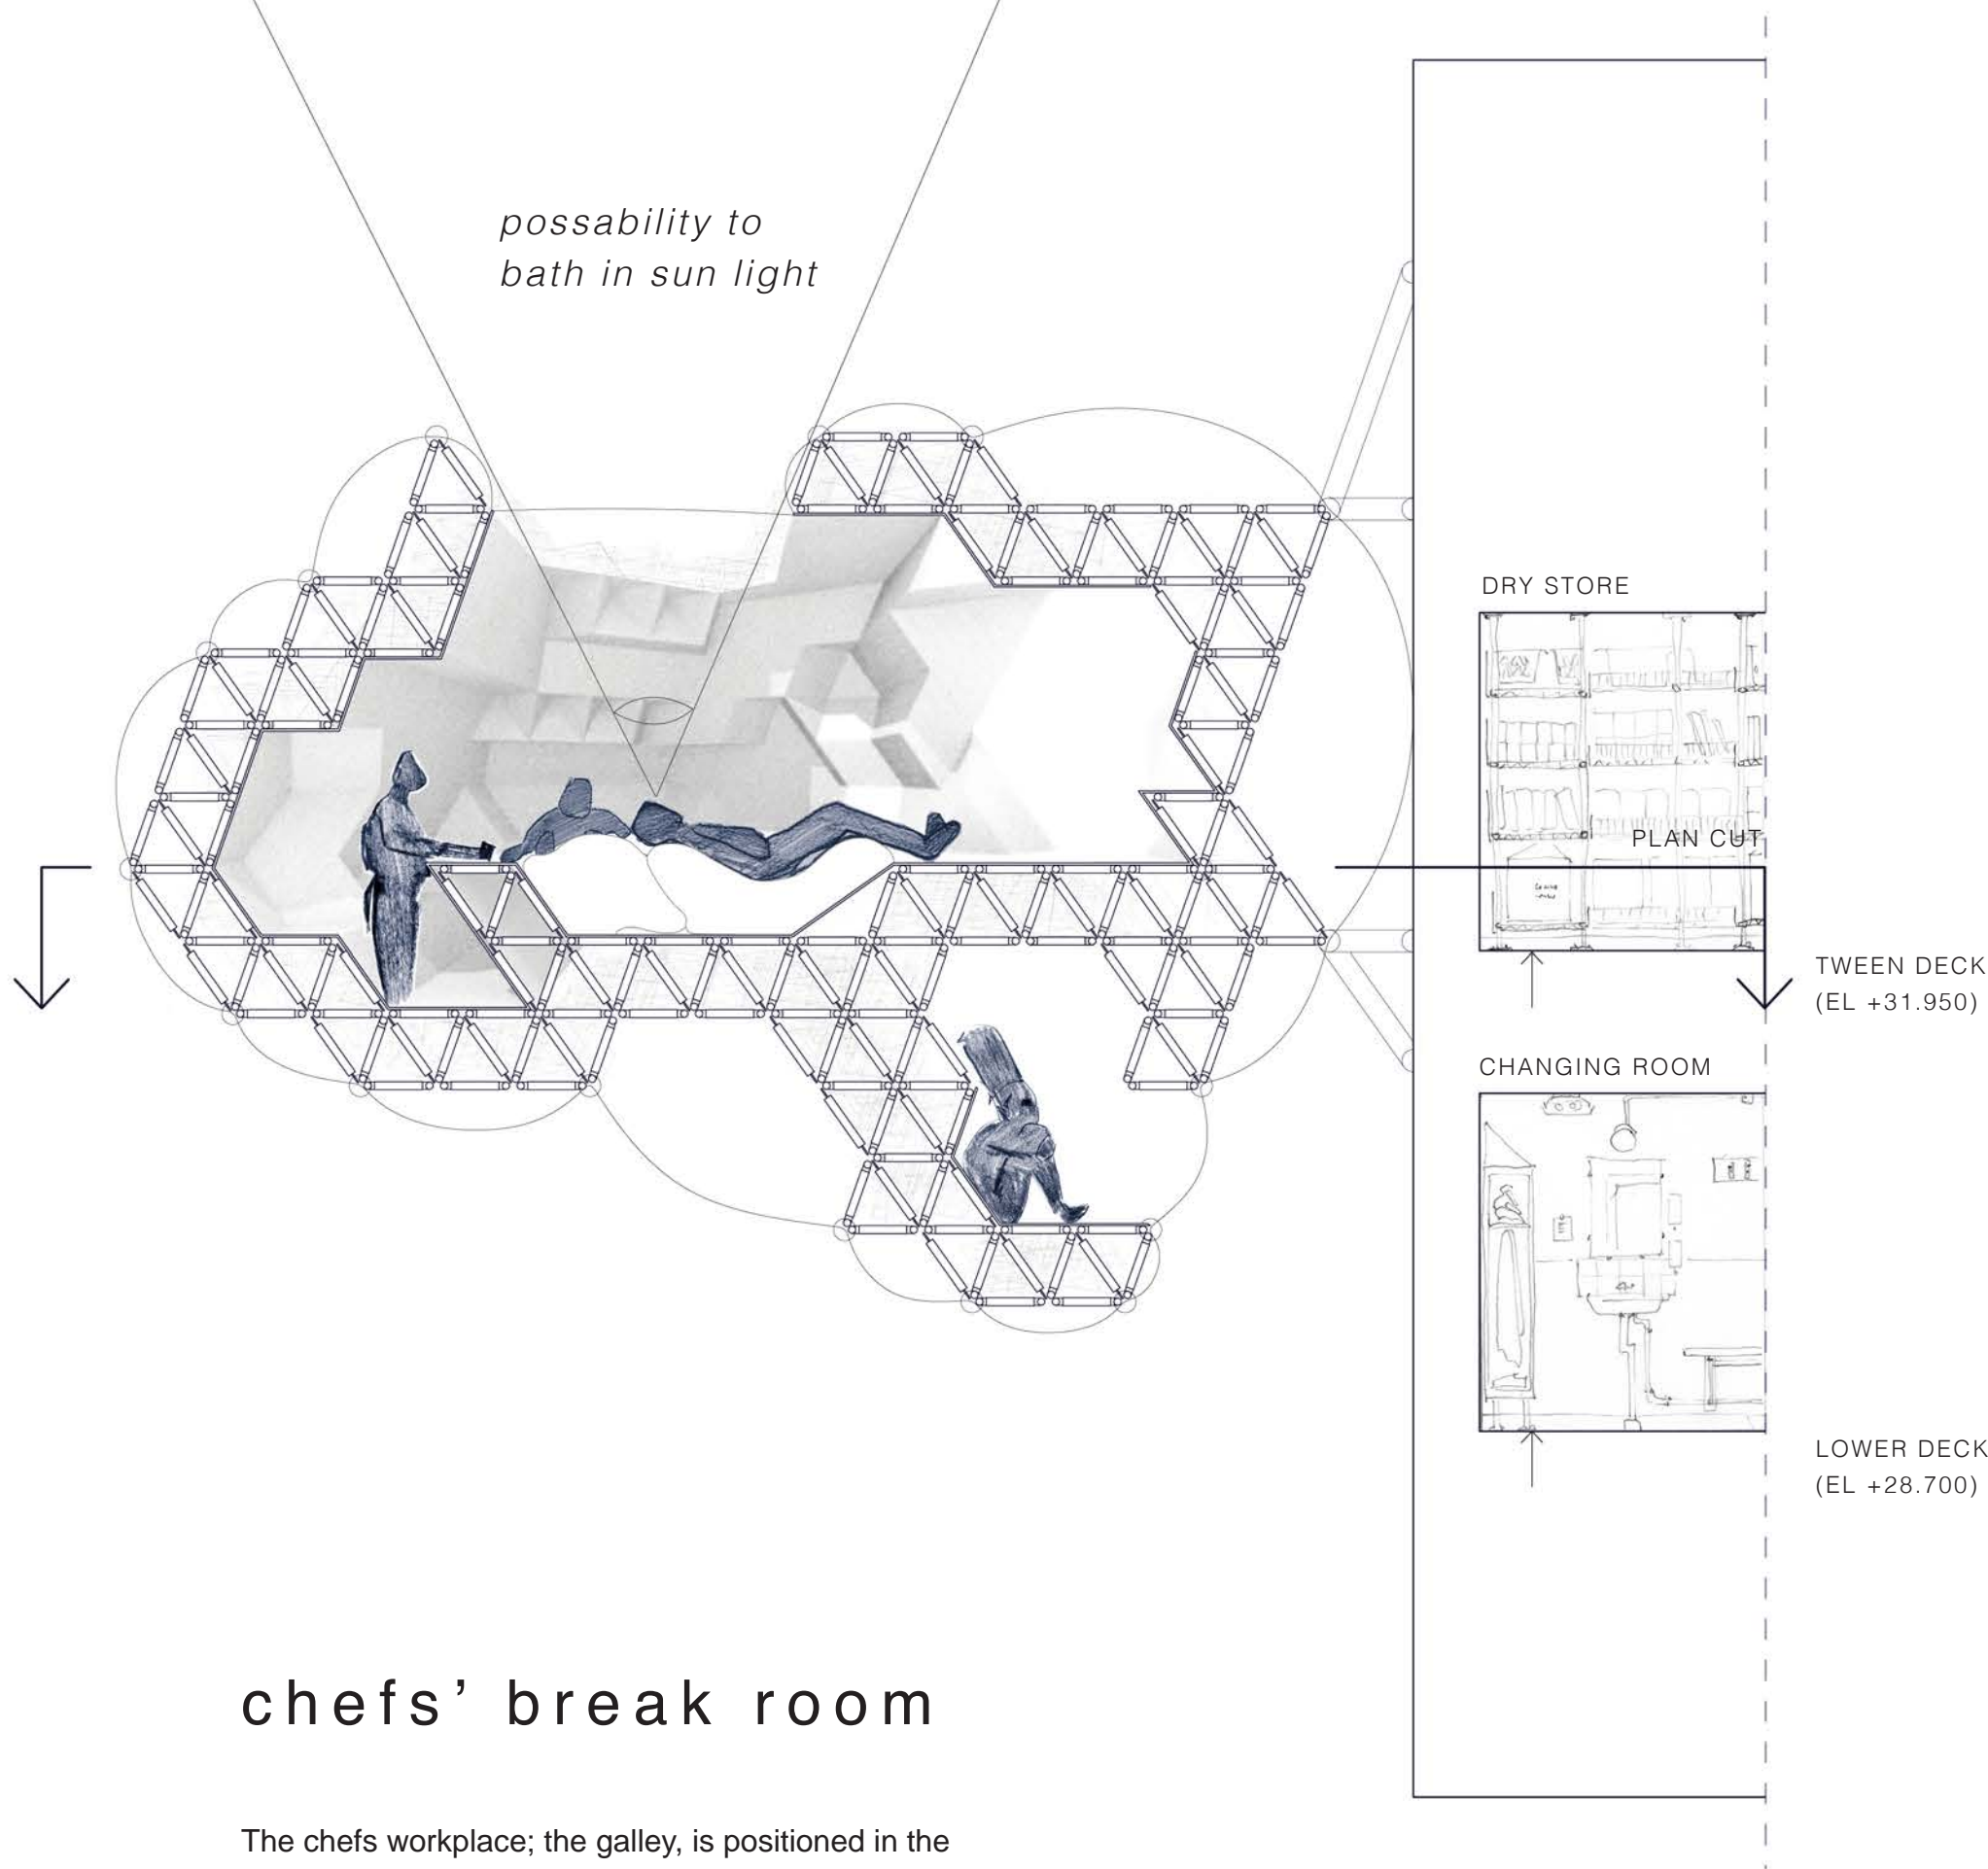 possability to
bath in sun light
DRY STORE
PLAN CUT
TWEEN DECK
(EL +31.950)
CHANGING ROOM
LOWER DECK
(EL +28.700)
chefs’ break room
The chefs workplace; the galley, is positioned in the